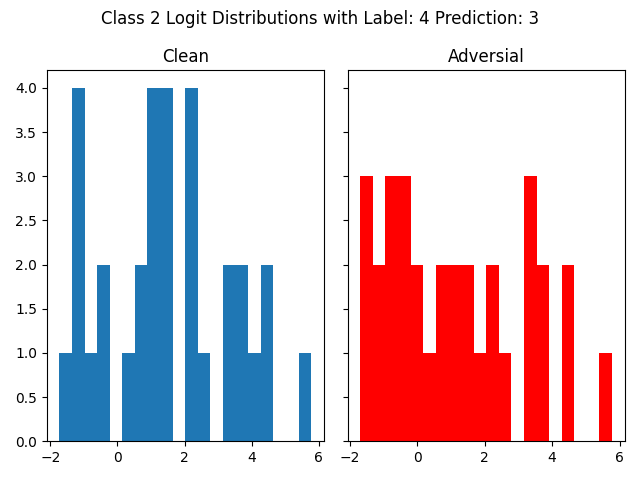 Class 2 Logit Distributions with Label: 4 Prediction: 3
Clean
Adversial
4.0
3.5
3.0
2.5
2.0
1.5
1.0
0.5
0.0
−2 0 2 4 6
−2 0 2 4 6